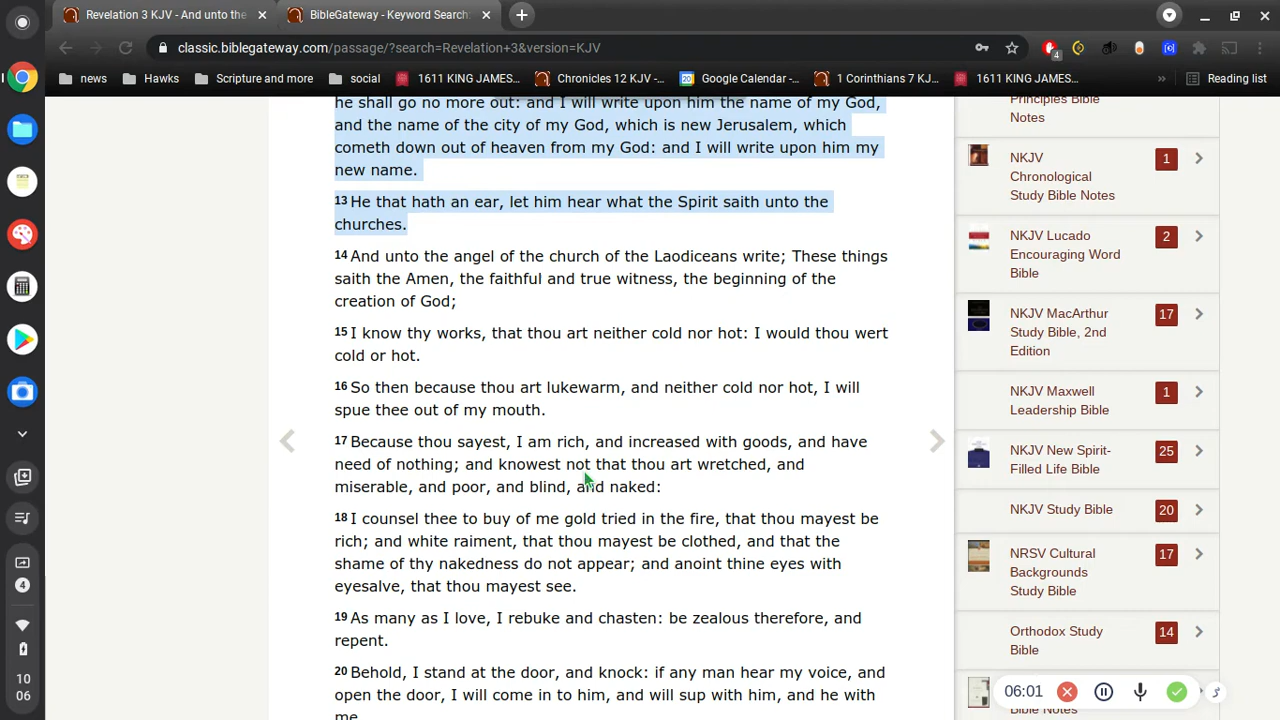 Revelation 3 KJV - And unto the
BibleGateway - Keyword Search:
classic.biblegateway.com/passage/?search=Revelation+3&version=KJV
4
news
Hawks
Scripture and more
social
1611 KING JAMES...
Chronicles 12 KJV -...
Google Calendar -...
1 Corinthians 7 KJ...
1611 KING JAMES...
»
Reading list
he shall go no more out: and I will write upon him the name of my God,
and the name of the city of my God, which is new Jerusalem, which
cometh down out of heaven from my God: and I will write upon him my
new name.
13 He that hath an ear, let him hear what the Spirit saith unto the
churches.
14 And unto the angel of the church of the Laodiceans write; These things
saith the Amen, the faithful and true witness, the beginning of the
creation of God;
15 I know thy works, that thou art neither cold nor hot: I would thou wert
cold or hot.
16 So then because thou art lukewarm, and neither cold nor hot, I will
spue thee out of my mouth.
17 Because thou sayest, I am rich, and increased with goods, and have
need of nothing; and knowest not that thou art wretched, and
miserable, and poor, and blind, and naked:
18 I counsel thee to buy of me gold tried in the fire, that thou mayest be
rich; and white raiment, that thou mayest be clothed, and that the
shame of thy nakedness do not appear; and anoint thine eyes with
eyesalve, that thou mayest see.
19 As many as I love, I rebuke and chasten: be zealous therefore, and
repent.
20 Behold, I stand at the door, and knock: if any man hear my voice, and
open the door, I will come in to him, and will sup with him, and he with
me.
Principles Bible
Notes
NKJV
Chronological
Study Bible Notes
1
NKJV Lucado
Encouraging Word
Bible
2
NKJV MacArthur
Study Bible, 2nd
Edition
17
NKJV Maxwell
Leadership Bible
1
NKJV New Spirit-
Filled Life Bible
25
NKJV Study Bible
20
NRSV Cultural
Backgrounds
Study Bible
17
Orthodox Study
Bible
14
Bible Notes
06:01
4
10
06